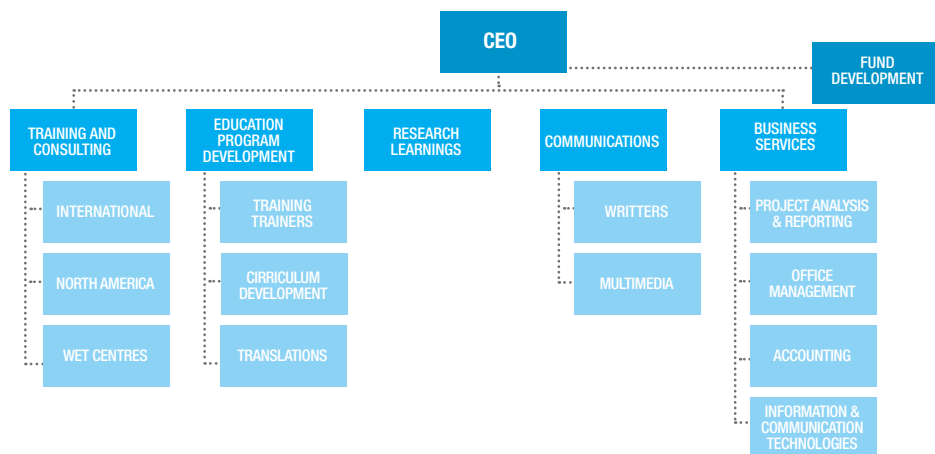 CEO
FUND
DEVELOPMENT
TRAINING AND
CONSULTING
EDUCATION
PROGRAM
DEVELOPMENT
RESEARCH
LEARNINGS
COMMUNICATIONS
BUSINESS
SERVICES
INTERNATIONAL
NORTH AMERICA
WET CENTRES
TRAINING
TRAINERS
CIRRICULUM
DEVELOPMENT
TRANSLATIONS
WRITTERS
MULTIMEDIA
PROJECT ANALYSIS
& REPORTING
OFFICE
MANAGEMENT
ACCOUNTING
INFORMATION &
COMMUNICATION
TECHNOLOGIES